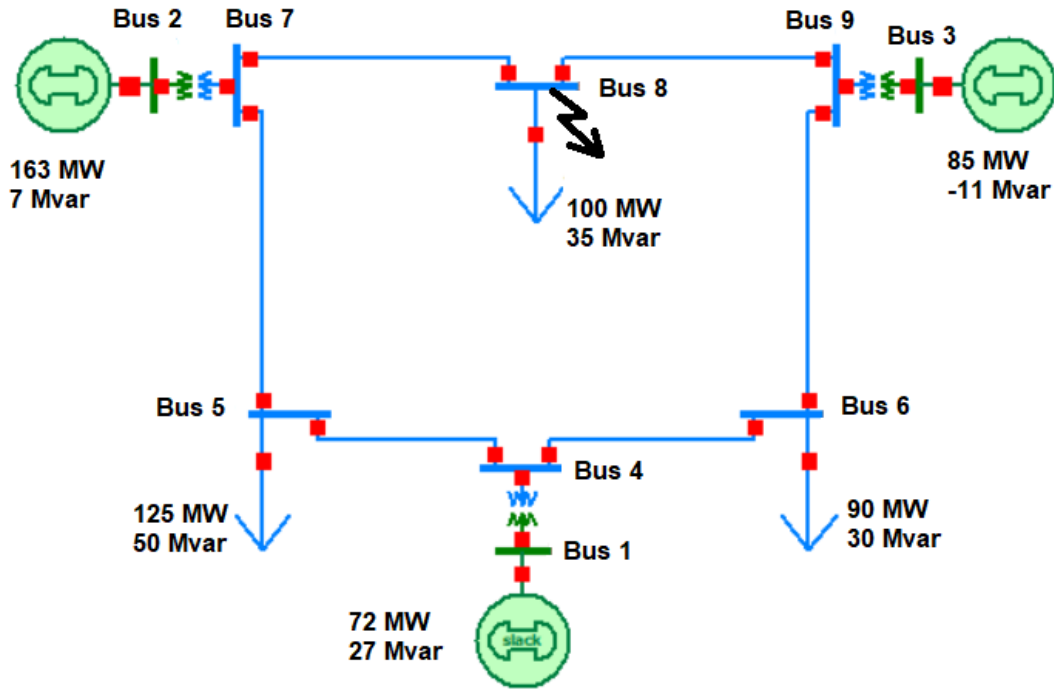 Bus 2
Bus 7
Bus 9
Bus 3
Bus 8
163 MW
7 Mvar
100 MW
35 Mvar
85 MW
-11 Mvar
Bus 5
Bus 6
Bus 4
125 MW
50 Mvar
90 MW
30 Mvar
Bus 1
72 MW
27 Mvar
slack